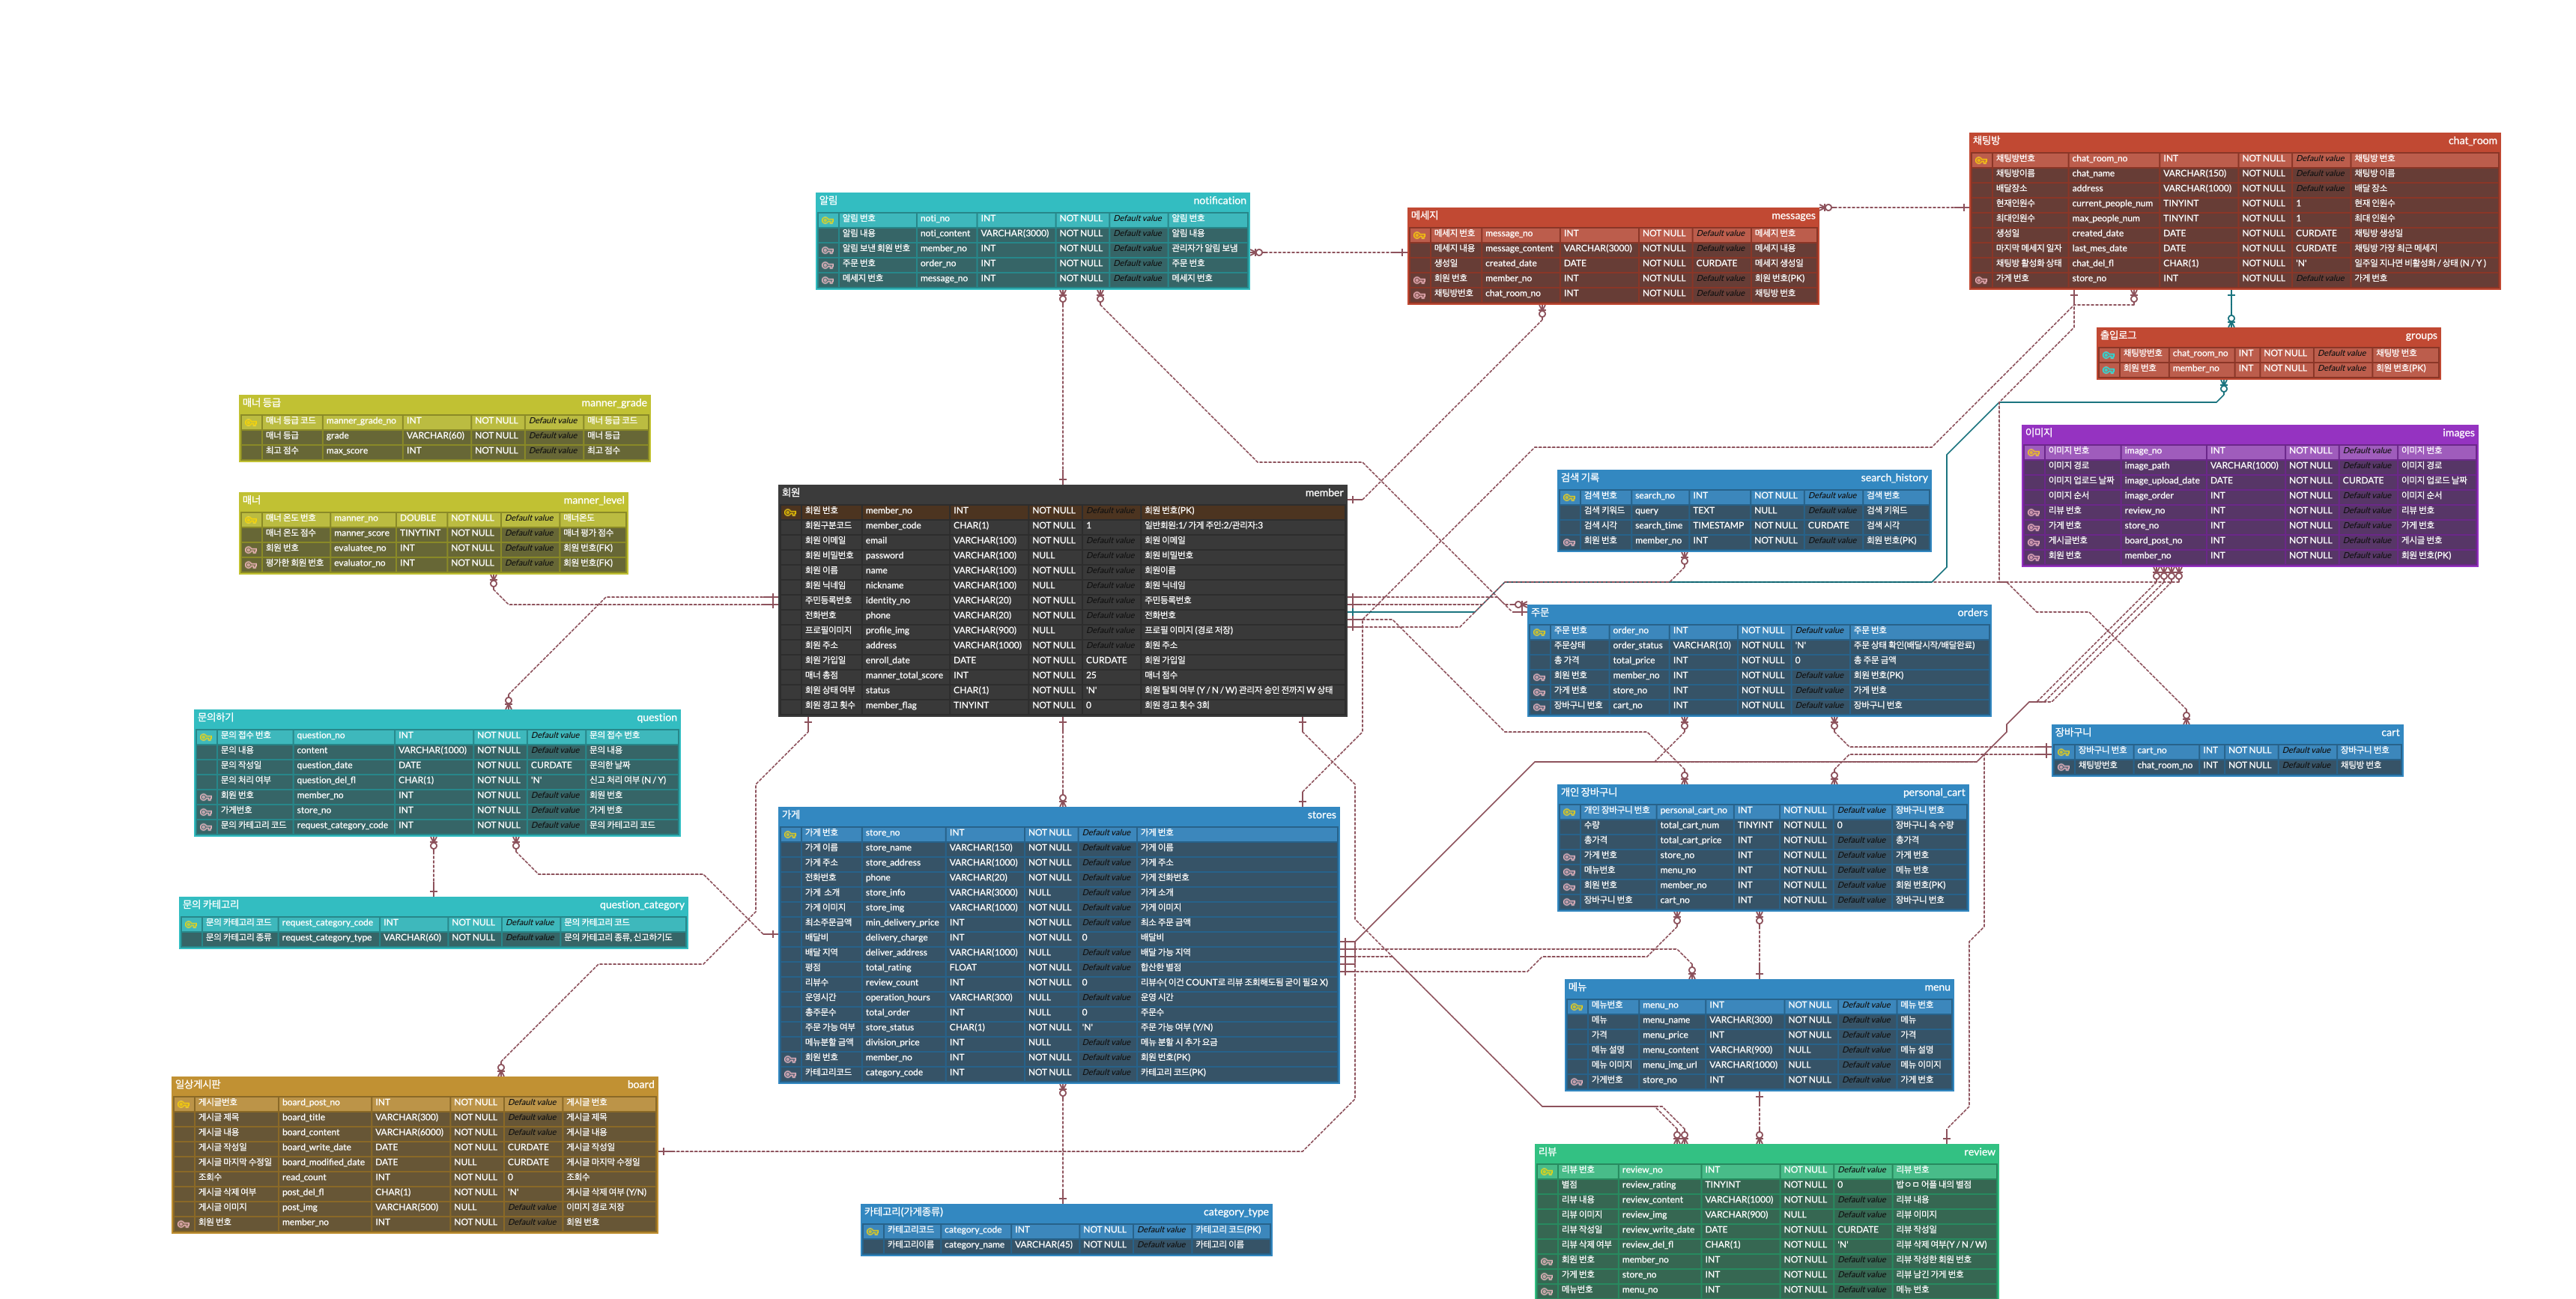 채팅방 chat_room
채팅방번호 chat_room_no INT NOT NULL Default value 채팅방 번호
채팅방이름 chat_name VARCHAR(150) NOT NULL Default value 채팅방 이름
배달장소 address VARCHAR(1000) NOT NULL Default value 배달 장소
현재인원수 current_people_num TINYINT NOT NULL 1 현재 인원수
최대인원수 max_people_num TINYINT NOT NULL 1 최대 인원수
생성일 created_date DATE NOT NULL CURDATE 채팅방 생성일
마지막 메세지 일자 last_mes_date DATE NOT NULL CURDATE 채팅방 가장 최근 메세지
채팅방 활성화 상태 chat_del_fl CHAR(1) NOT NULL 'N' 일주일 지나면 비활성화 / 상태 (N / Y )
가게 번호 store_no INT NOT NULL Default value 가게 번호
알림 notification
알림 번호 noti_no INT NOT NULL Default value 알림 번호
알림 내용 noti_content VARCHAR(3000) NOT NULL Default value 알림 내용
알림 보낸 회원 번호 member_no INT NOT NULL Default value 관리자가 알림 보냄
주문 번호 order_no INT NOT NULL Default value 주문 번호
메세지 번호 message_no INT NOT NULL Default value 메세지 번호
메세지 messages
메세지 번호 message_no INT NOT NULL Default value 메세지 번호
메세지 내용 message_content VARCHAR(3000) NOT NULL Default value 메세지 내용
생성일 created_date DATE NOT NULL CURDATE 메세지 생성일
회원 번호 member_no INT NOT NULL Default value 회원 번호(PK)
채팅방번호 chat_room_no INT NOT NULL Default value 채팅방 번호
출입로그 groups
채팅방번호 chat_room_no INT NOT NULL Default value 채팅방 번호
회원 번호 member_no INT NOT NULL Default value 회원 번호(PK)
매너 등급 manner_grade
매너 등급 코드 manner_grade_no INT NOT NULL Default value 매너 등급 코드
매너 등급 grade VARCHAR(60) NOT NULL Default value 매너 등급
최고 점수 max_score INT NOT NULL Default value 최고 점수
이미지 images
이미지 번호 image_no INT NOT NULL Default value 이미지 번호
이미지 경로 image_path VARCHAR(1000) NOT NULL Default value 이미지 경로
이미지 업로드 날짜 image_upload_date DATE NOT NULL CURDATE 이미지 업로드 날짜
이미지 순서 image_order INT NOT NULL Default value 이미지 순서
리뷰 번호 review_no INT NOT NULL Default value 리뷰 번호
가게 번호 store_no INT NOT NULL Default value 가게 번호
게시글번호 board_post_no INT NOT NULL Default value 게시글 번호
회원 번호 member_no INT NOT NULL Default value 회원 번호(PK)
검색 기록 search_history
검색 번호 search_no INT NOT NULL Default value 검색 번호
검색 키워드 query TEXT NULL Default value 검색 키워드
검색 시각 search_time TIMESTAMP NOT NULL CURDATE 검색 시각
회원 번호 member_no INT NOT NULL Default value 회원 번호(PK)
매너 manner_level
매너 온도 번호 manner_no DOUBLE NOT NULL Default value 매너온도
매너 온도 점수 manner_score TINYTINT NOT NULL Default value 매너 평가 점수
회원 번호 evaluatee_no INT NOT NULL Default value 회원 번호(FK)
평가한 회원 번호 evaluator_no INT NOT NULL Default value 회원 번호(FK)
회원 member
회원 번호 member_no INT NOT NULL Default value 회원 번호(PK)
회원구분코드 member_code CHAR(1) NOT NULL 1 일반회원:1/ 가게 주인:2/관리자:3
회원 이메일 email VARCHAR(100) NOT NULL Default value 회원 이메일
회원 비밀번호 password VARCHAR(100) NULL Default value 회원 비밀번호
회원 이름 name VARCHAR(100) NOT NULL Default value 회원이름
회원 닉네임 nickname VARCHAR(100) NULL Default value 회원 닉네임
주민등록번호 identity_no VARCHAR(20) NOT NULL Default value 주민등록번호
전화번호 phone VARCHAR(20) NOT NULL Default value 전화번호
프로필이미지 profile_img VARCHAR(900) NULL Default value 프로필 이미지 (경로 저장)
회원 주소 address VARCHAR(1000) NOT NULL Default value 회원 주소
회원 가입일 enroll_date DATE NOT NULL CURDATE 회원 가입일
매너 총점 manner_total_score INT NOT NULL 25 매너 점수
회원 상태 여부 status CHAR(1) NOT NULL 'N' 회원 탈퇴 여부 (Y / N / W) 관리자 승인 전까지 W 상태
회원 경고 횟수 member_flag TINYINT NOT NULL 0 회원 경고 횟수 3회
주문 orders
주문 번호 order_no INT NOT NULL Default value 주문 번호
주문상태 order_status VARCHAR(10) NOT NULL 'N' 주문 상태 확인(배달시작/배달완료)
총 가격 total_price INT NOT NULL 0 총 주문 금액
회원 번호 member_no INT NOT NULL Default value 회원 번호(PK)
가게 번호 store_no INT NOT NULL Default value 가게 번호
장바구니 번호 cart_no INT NOT NULL Default value 장바구니 번호
문의하기 question
문의 접수 번호 question_no INT NOT NULL Default value 문의 접수 번호
문의 내용 content VARCHAR(1000) NOT NULL Default value 문의 내용
문의 작성일 question_date DATE NOT NULL CURDATE 문의한 날짜
문의 처리 여부 question_del_fl CHAR(1) NOT NULL 'N' 신고 처리 여부 (N / Y)
회원 번호 member_no INT NOT NULL Default value 회원 번호
가게번호 store_no INT NOT NULL Default value 가게 번호
문의 카테고리 코드 request_category_code INT NOT NULL Default value 문의 카테고리 코드
장바구니 cart
장바구니 번호 cart_no INT NOT NULL Default value 장바구니 번호
채팅방번호 chat_room_no INT NOT NULL Default value 채팅방 번호
개인 장바구니 personal_cart
개인 장바구니 번호 personal_cart_no INT NOT NULL Default value 장바구니 번호
수량 total_cart_num TINYINT NOT NULL 0 장바구니 속 수량
총가격 total_cart_price INT NOT NULL Default value 총가격
가게 번호 store_no INT NOT NULL Default value 가게 번호
메뉴번호 menu_no INT NOT NULL Default value 메뉴 번호
회원 번호 member_no INT NOT NULL Default value 회원 번호(PK)
장바구니 번호 cart_no INT NOT NULL Default value 장바구니 번호
가게 stores
가게 번호 store_no INT NOT NULL Default value 가게 번호
가게 이름 store_name VARCHAR(150) NOT NULL Default value 가게 이름
가게 주소 store_address VARCHAR(1000) NOT NULL Default value 가게 주소
전화번호 phone VARCHAR(20) NOT NULL Default value 가게 전화번호
가게 소개 store_info VARCHAR(3000) NULL Default value 가게 소개
가게 이미지 store_img VARCHAR(1000) NULL Default value 가게 이미지
최소주문금액 min_delivery_price INT NOT NULL Default value 최소 주문 금액
배달비 delivery_charge INT NOT NULL 0 배달비
배달 지역 deliver_address VARCHAR(1000) NULL Default value 배달 가능 지역
평점 total_rating FLOAT NOT NULL Default value 합산한 별점
리뷰수 review_count INT NOT NULL 0 리뷰수( 이건 COUNT로 리뷰 조회해도됨 굳이 필요 X)
운영시간 operation_hours VARCHAR(300) NULL Default value 운영 시간
총주문수 total_order INT NULL 0 주문수
주문 가능 여부 store_status CHAR(1) NOT NULL 'N' 주문 가능 여부 (Y/N)
메뉴분할 금액 division_price INT NULL Default value 메뉴 분할 시 추가 요금
회원 번호 member_no INT NOT NULL Default value 회원 번호(PK)
카테고리코드 category_code INT NOT NULL Default value 카테고리 코드(PK)
문의 카테고리 question_category
문의 카테고리 코드 request_category_code INT NOT NULL Default value 문의 카테고리 코드
문의 카테고리 종류 request_category_type VARCHAR(60) NOT NULL Default value 문의 카테고리 종류, 신고하기도
메뉴 menu
메뉴번호 menu_no INT NOT NULL Default value 메뉴 번호
메뉴 menu_name VARCHAR(300) NOT NULL Default value 메뉴
가격 menu_price INT NOT NULL Default value 가격
메뉴 설명 menu_content VARCHAR(900) NULL Default value 메뉴 설명
메뉴 이미지 menu_img_url VARCHAR(1000) NULL Default value 메뉴 이미지
가게번호 store_no INT NOT NULL Default value 가게 번호
일상게시판 board
게시글번호 board_post_no INT NOT NULL Default value 게시글 번호
게시글 제목 board_title VARCHAR(300) NOT NULL Default value 게시글 제목
게시글 내용 board_content VARCHAR(6000) NOT NULL Default value 게시글 내용
게시글 작성일 board_write_date DATE NOT NULL CURDATE 게시글 작성일
게시글 마지막 수정일 board_modified_date DATE NULL CURDATE 게시글 마지막 수정일
조회수 read_count INT NOT NULL 0 조회수
게시글 삭제 여부 post_del_fl CHAR(1) NOT NULL 'N' 게시글 삭제 여부 (Y/N)
게시글 이미지 post_img VARCHAR(500) NULL Default value 이미지 경로 저장
회원 번호 member_no INT NOT NULL Default value 회원 번호
카테고리(가게종류) category_type
카테고리코드 category_code INT NOT NULL Default value 카테고리 코드(PK)
카테고리이름 category_name VARCHAR(45) NOT NULL Default value 카테고리 이름
리뷰 review
리뷰 번호 review_no INT NOT NULL Default value 리뷰 번호
별점 review_rating TINYINT NOT NULL 0 밥ㅇㅁ 어플 내의 별점
리뷰 내용 review_content VARCHAR(1000) NOT NULL Default value 리뷰 내용
리뷰 이미지 review_img VARCHAR(900) NULL Default value 리뷰 이미지
리뷰 작성일 review_write_date DATE NOT NULL CURDATE 리뷰 작성일
리뷰 삭제 여부 review_del_fl CHAR(1) NOT NULL 'N' 리뷰 삭제 여부(Y / N / W)
회원 번호 member_no INT NOT NULL Default value 리뷰 작성한 회원 번호
가게 번호 store_no INT NOT NULL Default value 리뷰 남긴 가게 번호
메뉴번호 menu_no INT NOT NULL Default value 메뉴 번호